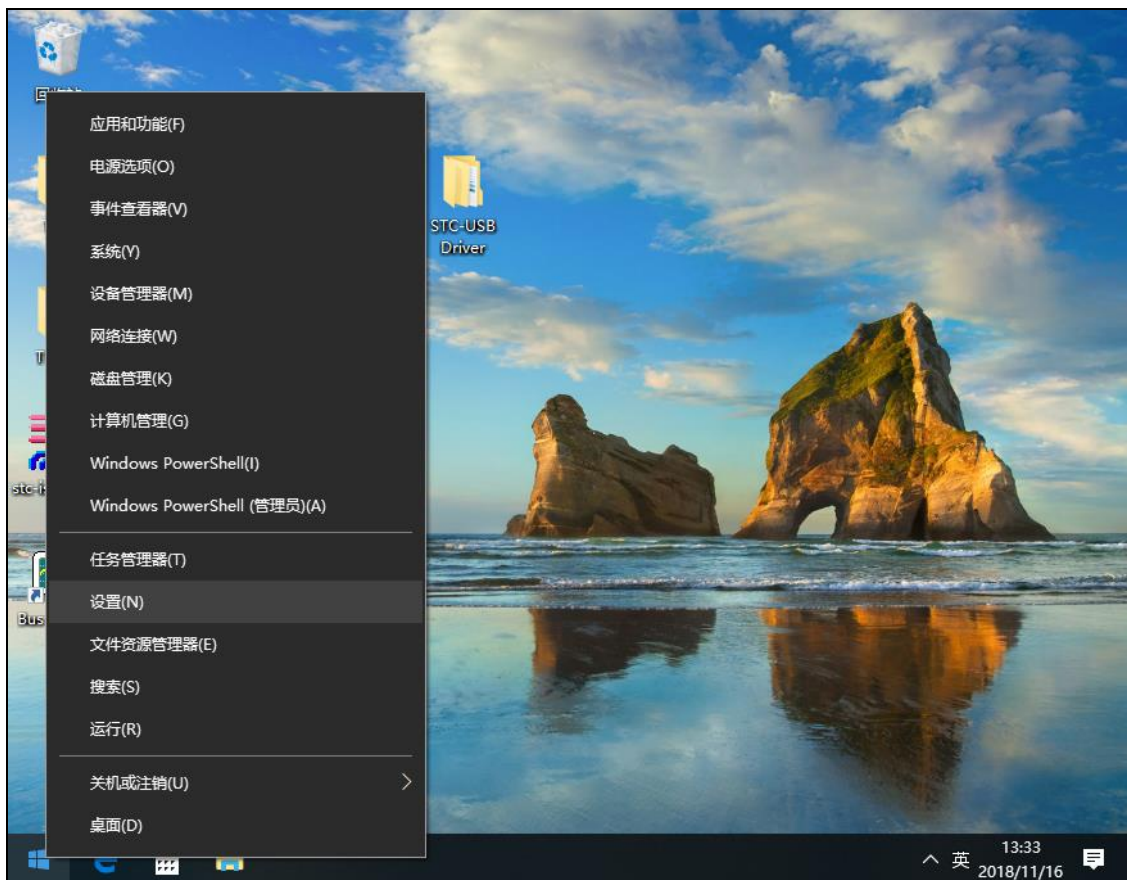 应用和功能(F)
电源选项(O)
事件查看器(V)
系统(Y)
设备管理器(M)
网络连接(W)
磁盘管理(K)
计算机管理(G)
Windows PowerShell(I)
Windows PowerShell (管理员)(A)
任务管理器(T)
设置(N)
文件资源管理器(E)
搜索(S)
运行(R)
关机或注销(U)
桌面(D)
STC-USB
Driver
Bus
英
13:33
2018/11/16